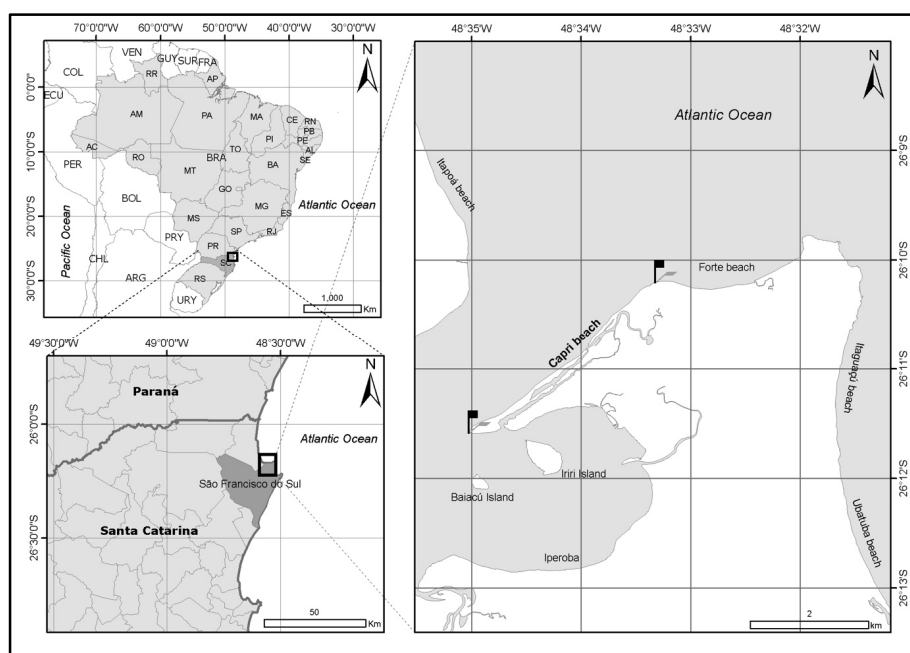 70°0'0"W 60°0'0"W 50°0'0"W 40°0'0"W
N
VEN
GUY
SUR
FRA
COL
RR
AP
0°0'0"
ECU
AM
PA
MA
CE
RN
PB
PE
PI
AL
AC
TO
SE
10°0'0"S
RO
BRA
BA
PER
MT
GO
BOL
MG
ES
Atlantic Ocean
20°0'0"S
MS
SP
RJ
PRY
Pacific Ocean
PR
CHL
SC
ARG
RS
30°0'0"S
URY
1,000
Km
49°30'0"W 49°0'0"W 48°30'0"W
N
Paraná
26°0'0"S
Atlantic Ocean
São Francisco do Sul
Santa Catarina
26°30'0"S
50
Km
48°35'W 48°34'W 48°33'W 48°32'W
N
Atlantic Ocean
26°9'S
Itapoá beach
26°10'S
Forte beach
Capri beach
26°11'S
Itaguaçú beach
Iriri Island
26°12'S
Baiacú Island
Ubatuba beach
Iperoba
26°13'S
2
km